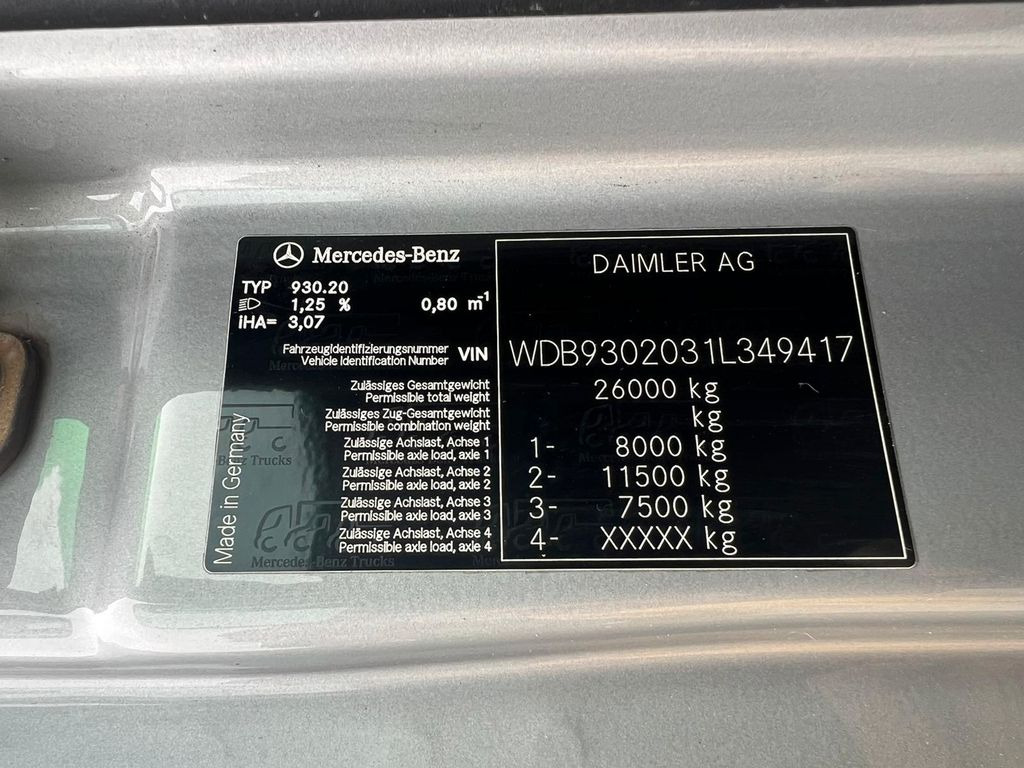 Mercedes-Benz
TYP 930.20
1,25 % 0,80 m⁻¹
iHA= 3,07
DAIMLER AG
Fahrzeugidentifizierungsnummer
Vehicle Identification Number VIN WDB9302031L349417
Zulässiges Gesamtgewicht
Permissible total weight 26000 kg
Zulässiges Zug-Gesamtgewicht
Permissible combination weight kg
Zulässige Achslast, Achse 1
Permissible axle load, axle 1 1- 8000 kg
Zulässige Achslast, Achse 2
Permissible axle load, axle 2 2- 11500 kg
Zulässige Achslast, Achse 3
Permissible axle load, axle 3 3- 7500 kg
Zulässige Achslast, Achse 4
Permissible axle load, axle 4 4- XXXXX kg
Made in Germany
Mercedes-Benz Trucks